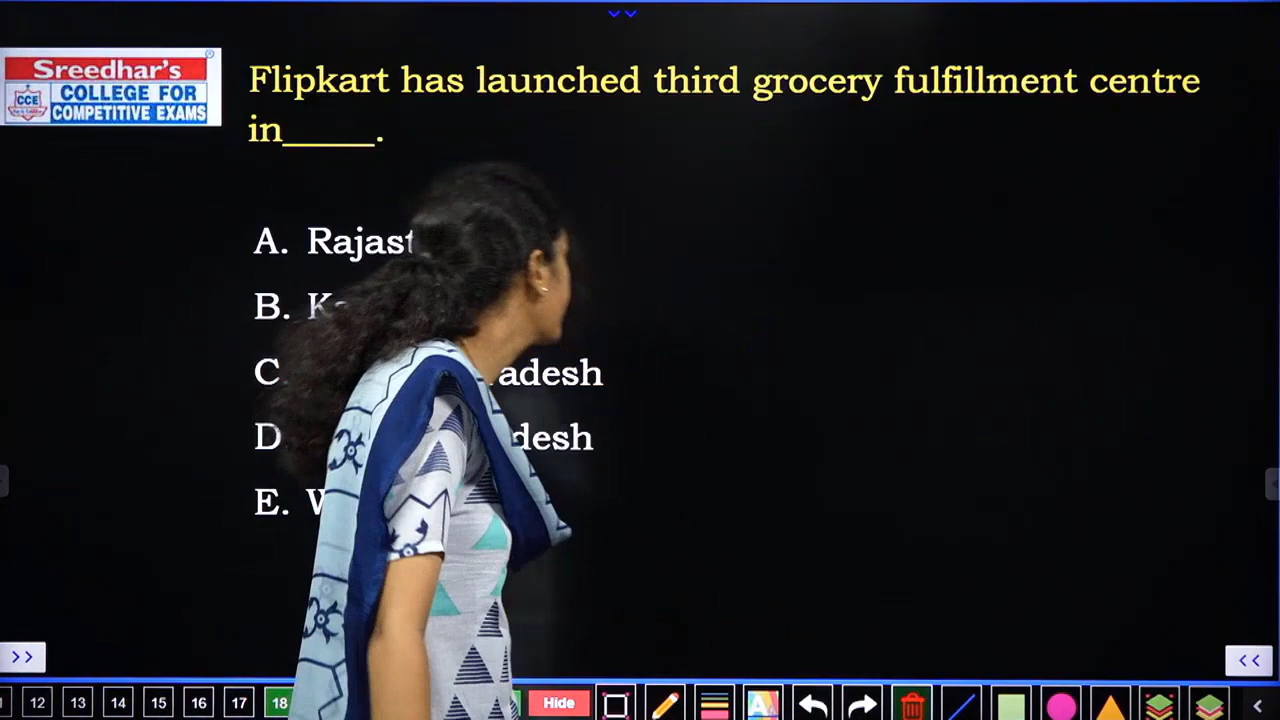 Sreedhar's
CCE
COLLEGE FOR
COMPETITIVE EXAMS
Flipkart has launched third grocery fulfillment centre
in_____.
A. Rajast
B.
C.
adesh
D
desh
E. W
>>
<<
12 13 14 15 16 17 18 Hide